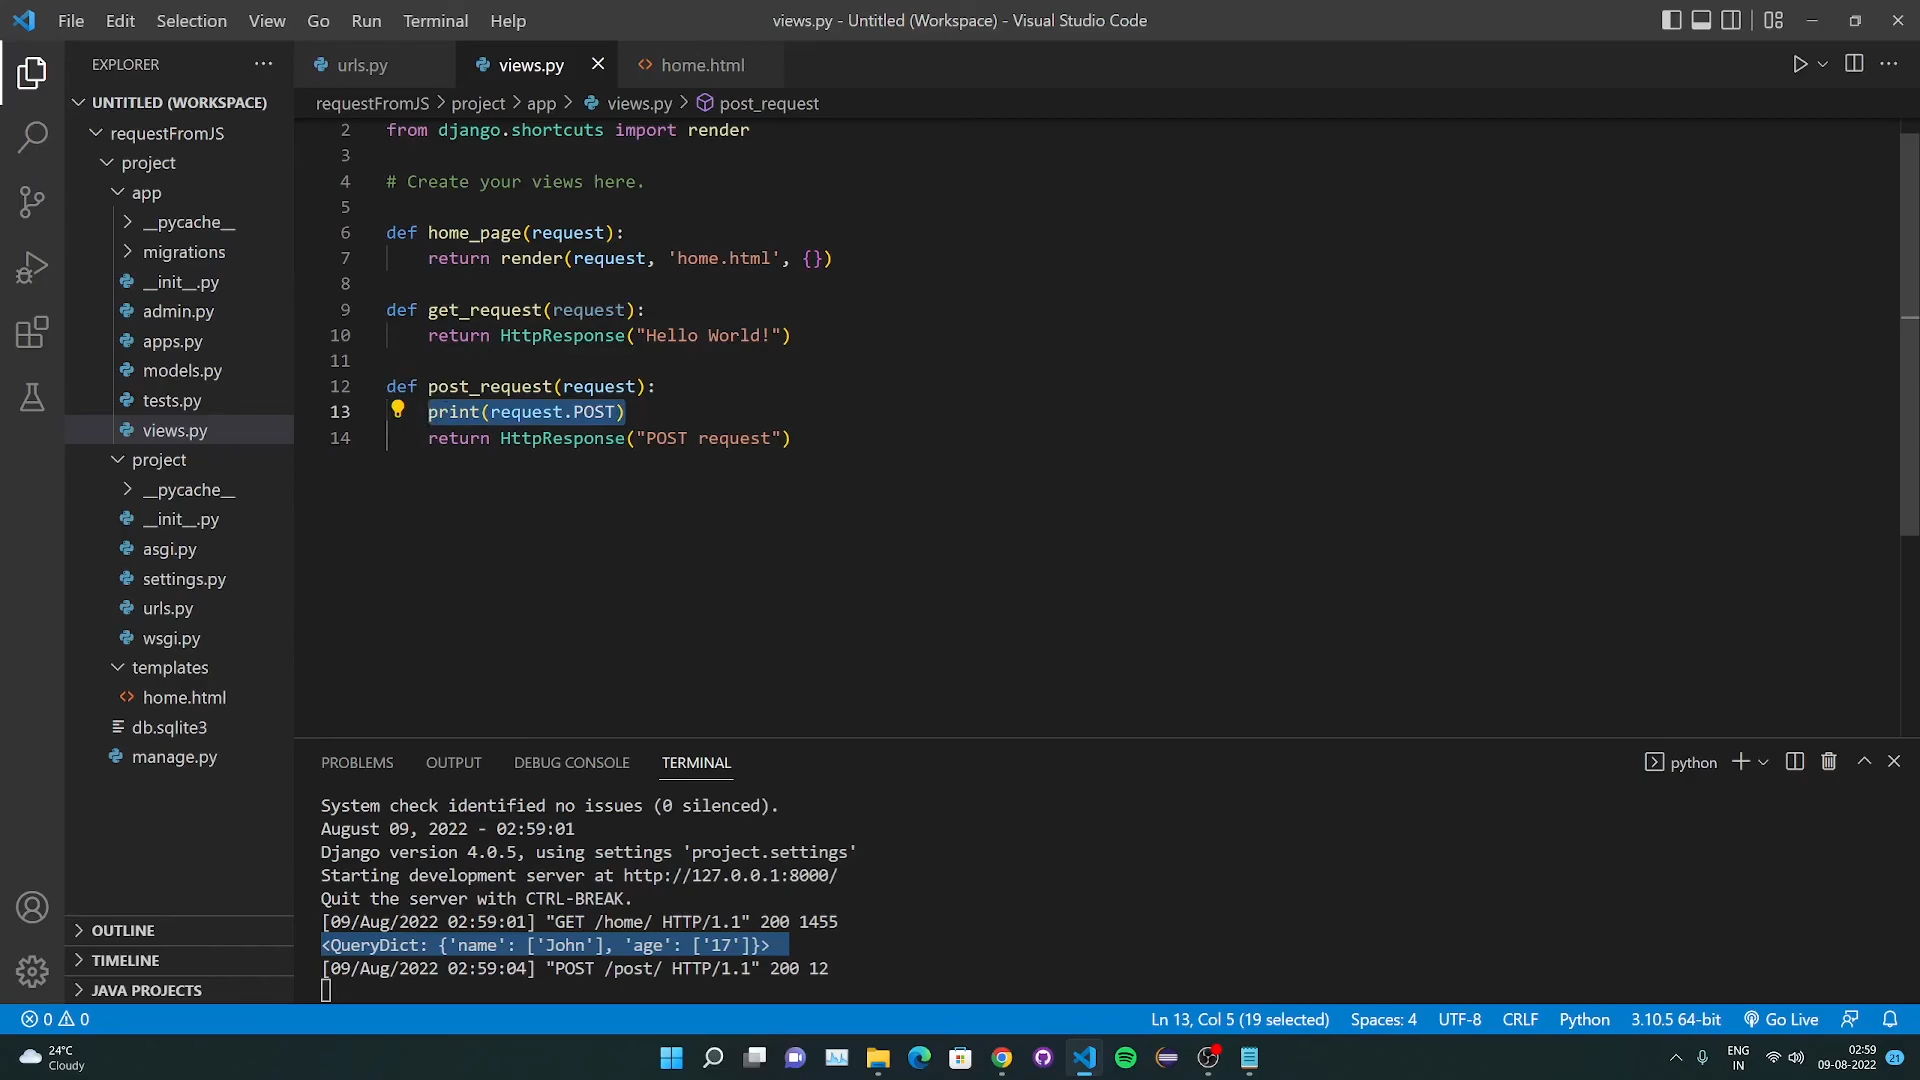 File Edit Selection View Go Run Terminal Help
views.py - Untitled (Workspace) - Visual Studio Code
EXPLORER
UNTITLED (WORKSPACE)
requestFromJS
project
app
__pycache__
migrations
__init__.py
admin.py
apps.py
models.py
tests.py
views.py
project
__pycache__
__init__.py
asgi.py
settings.py
urls.py
wsgi.py
templates
home.html
db.sqlite3
manage.py
OUTLINE
TIMELINE
JAVA PROJECTS
urls.py views.py home.html
requestFromJS > project > app > views.py > post_request
2 from django.shortcuts import render
3
4 # Create your views here.
5
6 def home_page(request):
7 return render(request, 'home.html', {})
8
9 def get_request(request):
10 return HttpResponse("Hello World!")
11
12 def post_request(request):
13 print(request.POST)
14 return HttpResponse("POST request")
PROBLEMS OUTPUT DEBUG CONSOLE TERMINAL
python
System check identified no issues (0 silenced).
August 09, 2022 - 02:59:01
Django version 4.0.5, using settings 'project.settings'
Starting development server at http://127.0.0.1:8000/
Quit the server with CTRL-BREAK.
[09/Aug/2022 02:59:01] "GET /home/ HTTP/1.1" 200 1455
<QueryDict: {'name': ['John'], 'age': ['17']}>
[09/Aug/2022 02:59:04] "POST /post/ HTTP/1.1" 200 12
0 0 Ln 13, Col 5 (19 selected) Spaces: 4 UTF-8 CRLF Python 3.10.5 64-bit Go Live
24°C
Cloudy
ENG
IN
02:59
09-08-2022
21